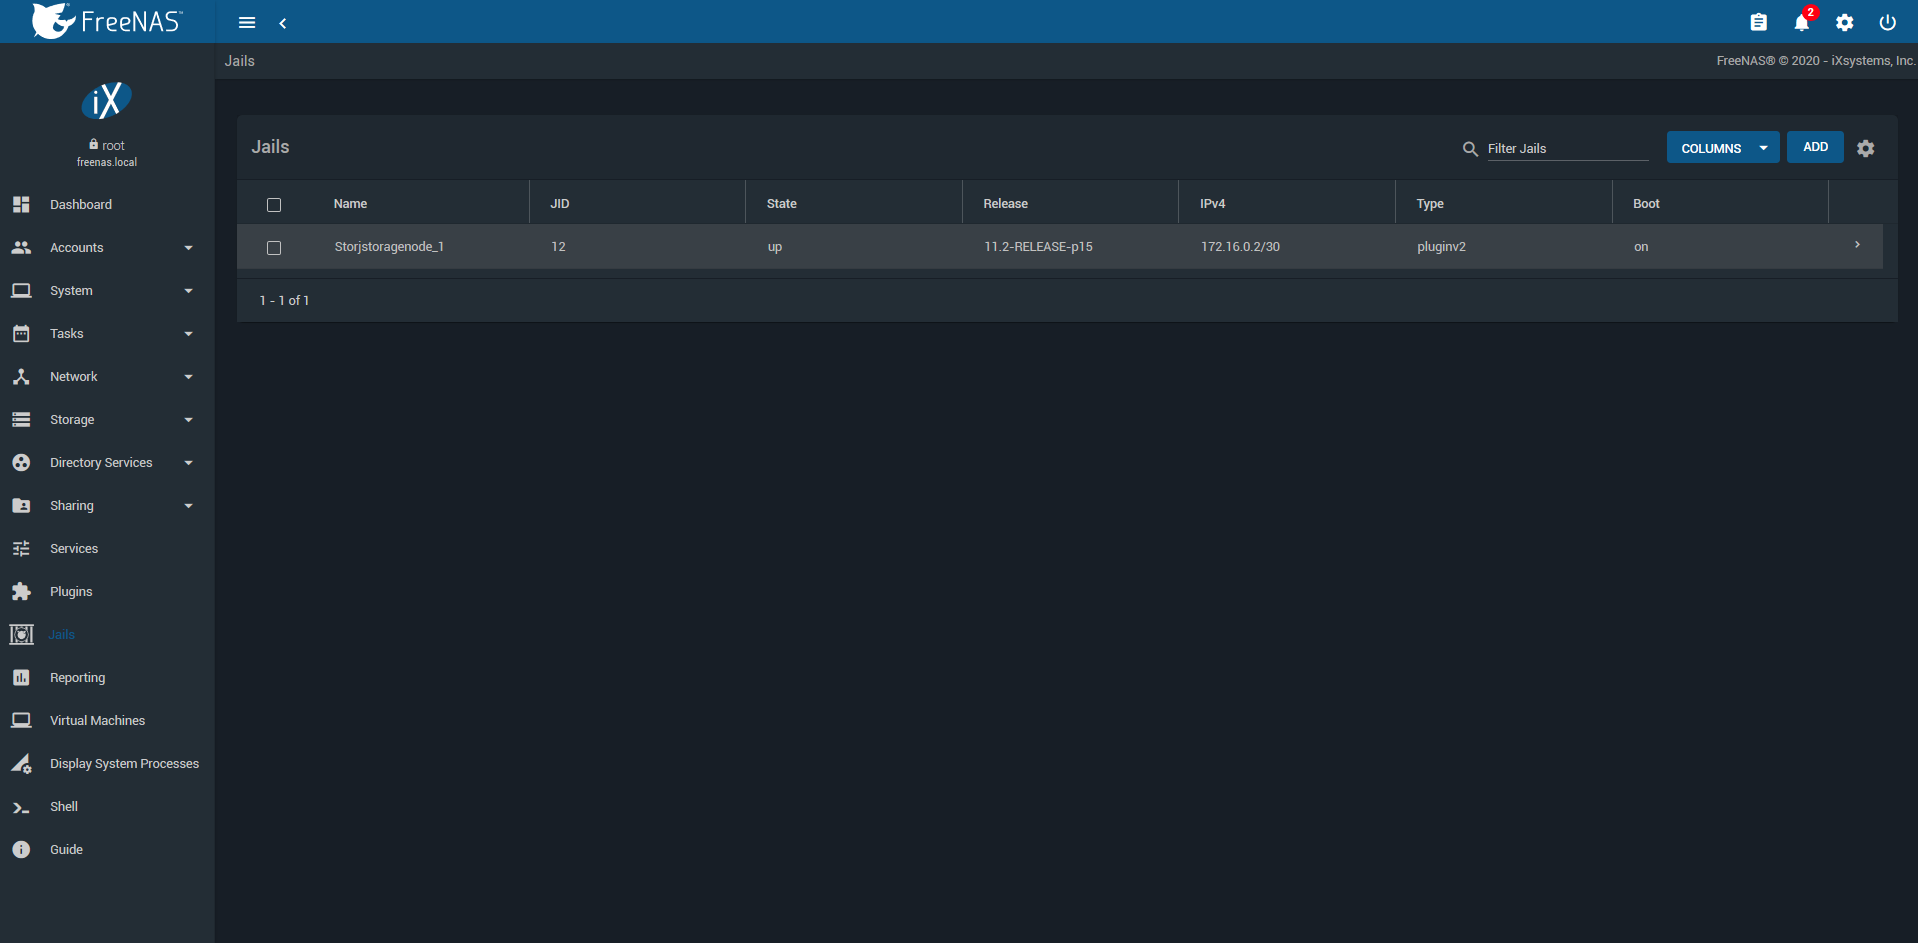 FreeNAS™
2
Jails
FreeNAS® © 2020 - iXsystems, Inc.
iX
root
freenas.local
Dashboard
Accounts
System
Tasks
Network
Storage
Directory Services
Sharing
Services
Plugins
Jails
Reporting
Virtual Machines
Display System Processes
Shell
Guide
Jails
Filter Jails
COLUMNS
ADD
Name JID State Release IPv4 Type Boot
Storjstoragenode_1 12 up 11.2-RELEASE-p15 172.16.0.2/30 pluginv2 on
1 - 1 of 1